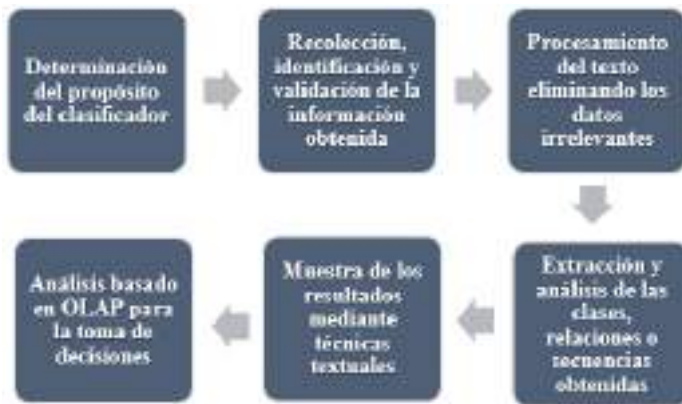 Determinación
del propósito
del clasificador
Recolección,
identificación y
validación de la
información
obtenida
Procesamiento
del texto
eliminando los
datos
irrelevantes
Extracción y
análisis de las
clases,
relaciones o
secuencias
obtenidas
Muestra de los
resultados
mediante
técnicas
textuales
Análisis basado
en OLAP para
la toma de
decisiones